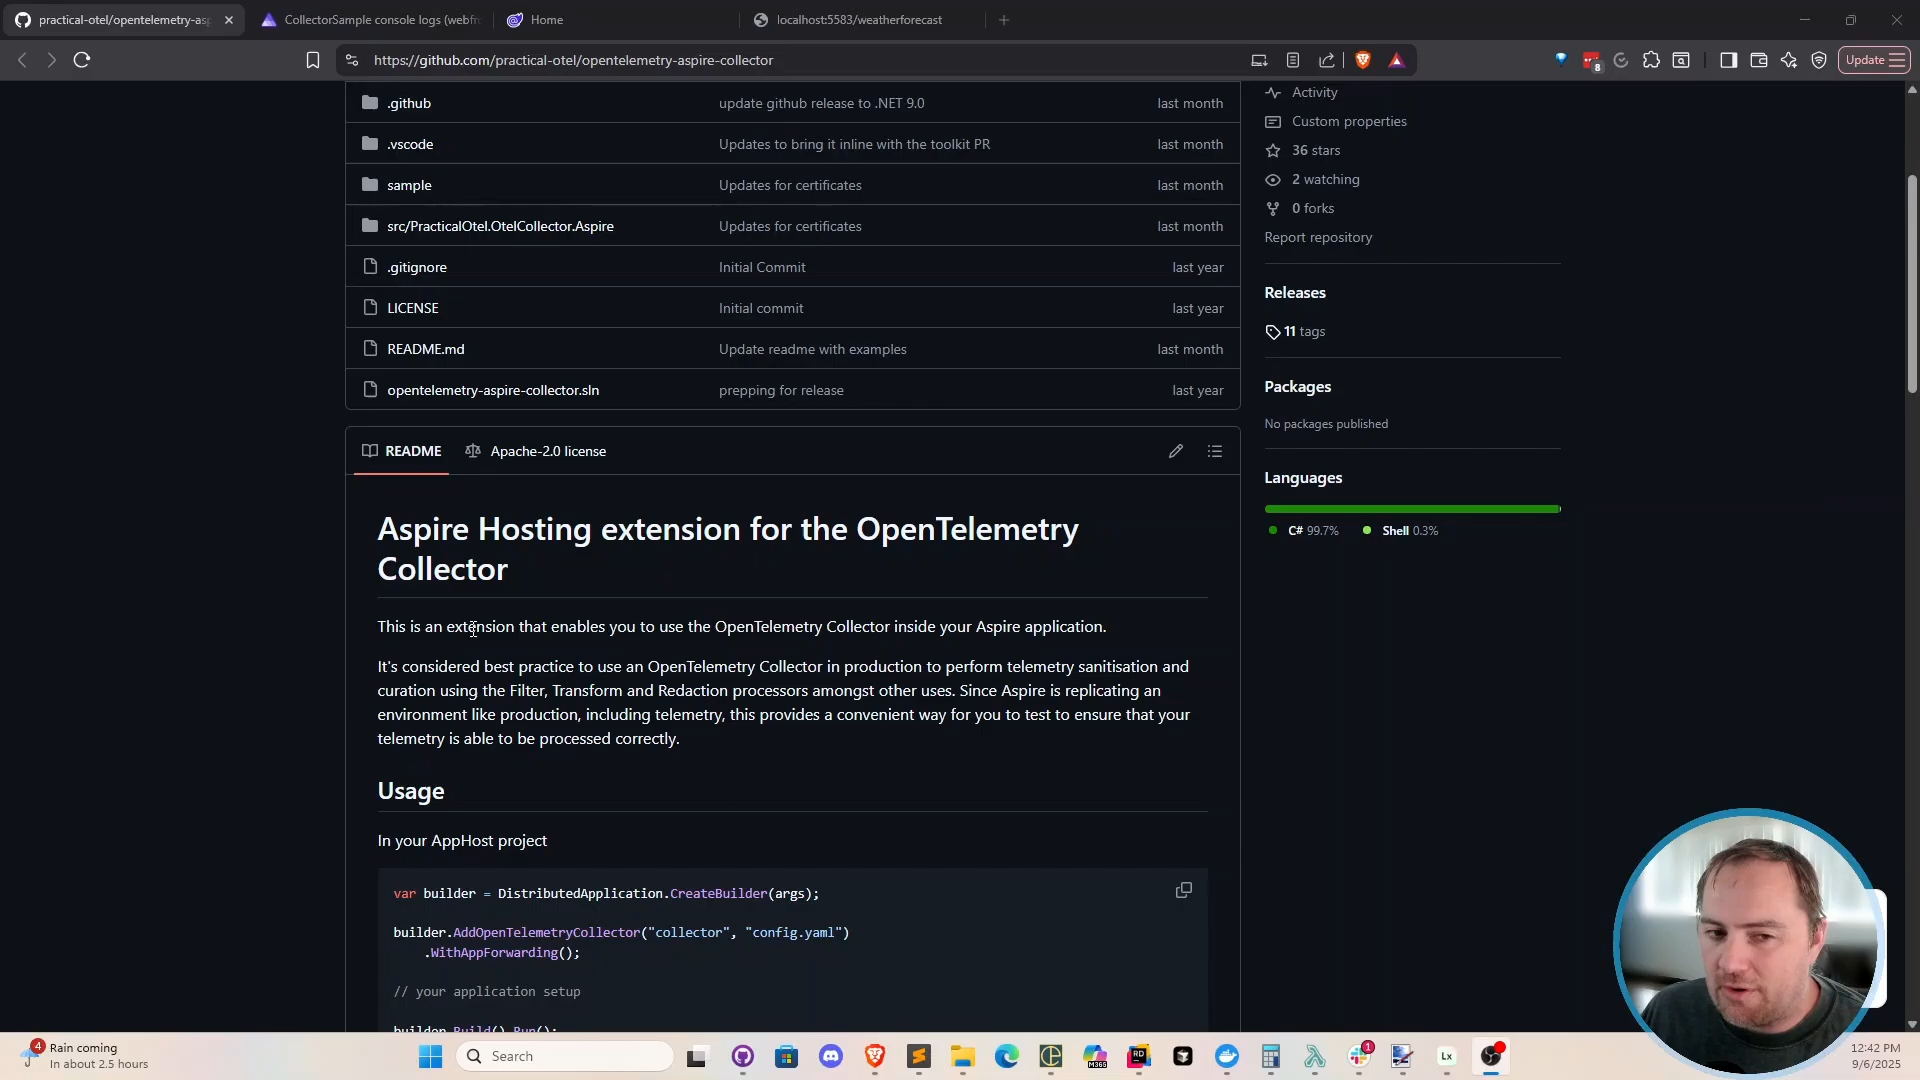 practical-otel/opentelemetry-asp
CollectorSample console logs (webfr
Home
localhost:5583/weatherforecast
https://github.com/practical-otel/opentelemetry-aspire-collector
8
Update
.github
update github release to .NET 9.0
last month
.vscode
Updates to bring it inline with the toolkit PR
last month
sample
Updates for certificates
last month
src/PracticalOtel.OtelCollector.Aspire
Updates for certificates
last month
.gitignore
Initial Commit
last year
LICENSE
Initial commit
last year
README.md
Update readme with examples
last month
opentelemetry-aspire-collector.sln
prepping for release
last year
Activity
Custom properties
36 stars
2 watching
0 forks
Report repository
Releases
11 tags
Packages
No packages published
Languages
C# 99.7%
Shell 0.3%
README
Apache-2.0 license
Aspire Hosting extension for the OpenTelemetry
Collector
This is an extension that enables you to use the OpenTelemetry Collector inside your Aspire application.
It's considered best practice to use an OpenTelemetry Collector in production to perform telemetry sanitisation and
curation using the Filter, Transform and Redaction processors amongst other uses. Since Aspire is replicating an
environment like production, including telemetry, this provides a convenient way for you to test to ensure that your
telemetry is able to be processed correctly.
Usage
In your AppHost project
var builder = DistributedApplication.CreateBuilder(args);
builder.AddOpenTelemetryCollector("collector", "config.yaml")
.WithAppForwarding();
// your application setup
builder.Build().Run();
4
Rain coming
In about 2.5 hours
Search
M365
RD
1
Lx
12:42 PM
9/6/2025